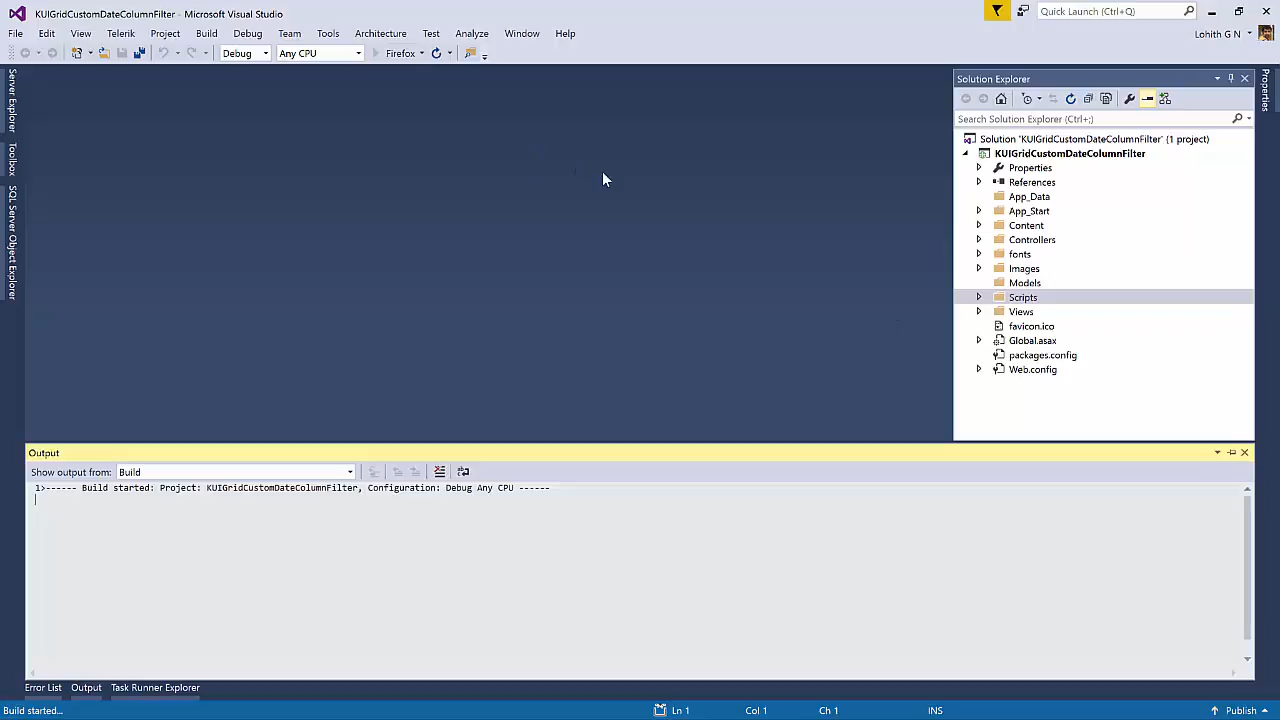 KUIGridCustomDateColumnFilter - Microsoft Visual Studio
Quick Launch (Ctrl+Q)
File Edit View Telerik Project Build Debug Team Tools Architecture Test Analyze Window Help
Lohith G N
Debug Any CPU Firefox
Server Explorer
Toolbox
SQL Server Object Explorer
Solution Explorer
Search Solution Explorer (Ctrl+;)
Solution 'KUIGridCustomDateColumnFilter' (1 project)
KUIGridCustomDateColumnFilter
Properties
References
App_Data
App_Start
Content
Controllers
fonts
Images
Models
Scripts
Views
favicon.ico
Global.asax
packages.config
Web.config
Properties
Output
Show output from: Build
1>------ Build started: Project: KUIGridCustomDateColumnFilter, Configuration: Debug Any CPU ------
Error List Output Task Runner Explorer
Build started... Ln 1 Col 1 Ch 1 INS Publish